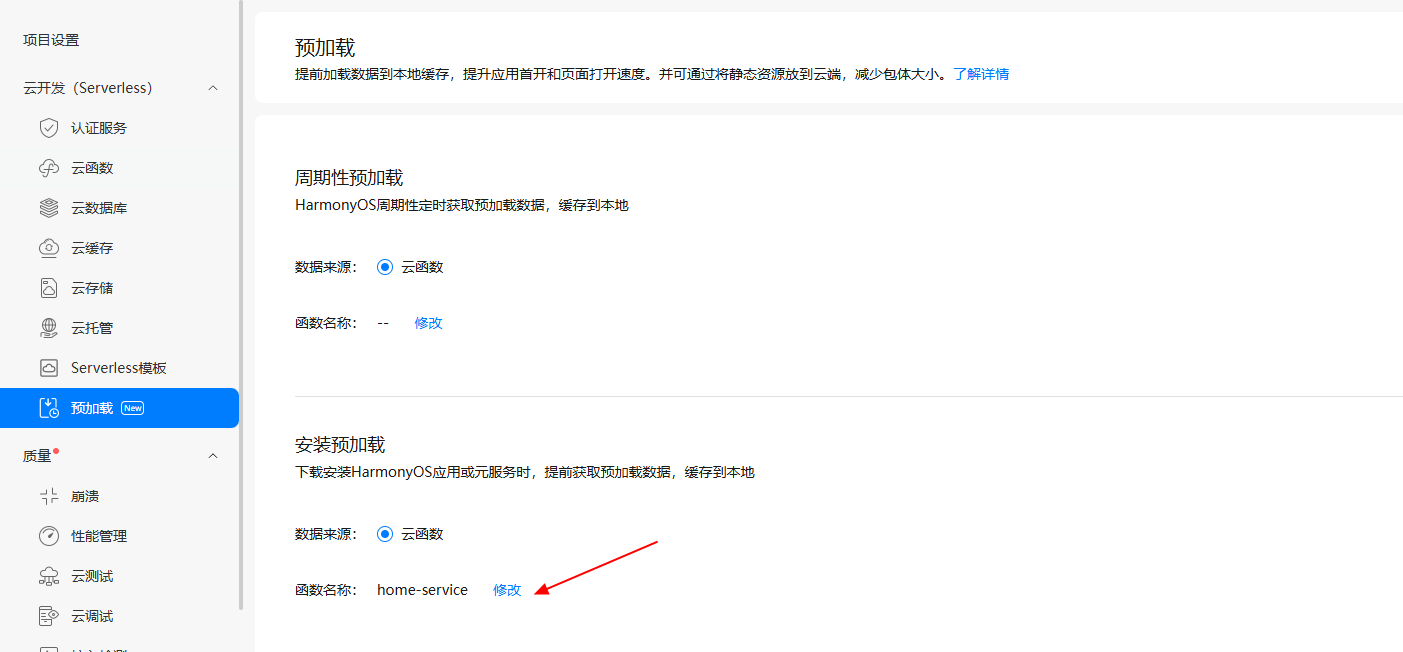 项目设置
云开发（Serverless）
认证服务
云函数
云数据库
云缓存
云存储
云托管
Serverless模板
预加载 New
质量
崩溃
性能管理
云测试
云调试
预加载
提前加载数据到本地缓存，提升应用首开和页面打开速度。并可通过将静态资源放到云端，减少包体大小。了解详情
周期性预加载
HarmonyOS周期性定时获取预加载数据，缓存到本地
数据来源： 云函数
函数名称： -- 修改
安装预加载
下载安装HarmonyOS应用或元服务时，提前获取预加载数据，缓存到本地
数据来源： 云函数
函数名称： home-service 修改